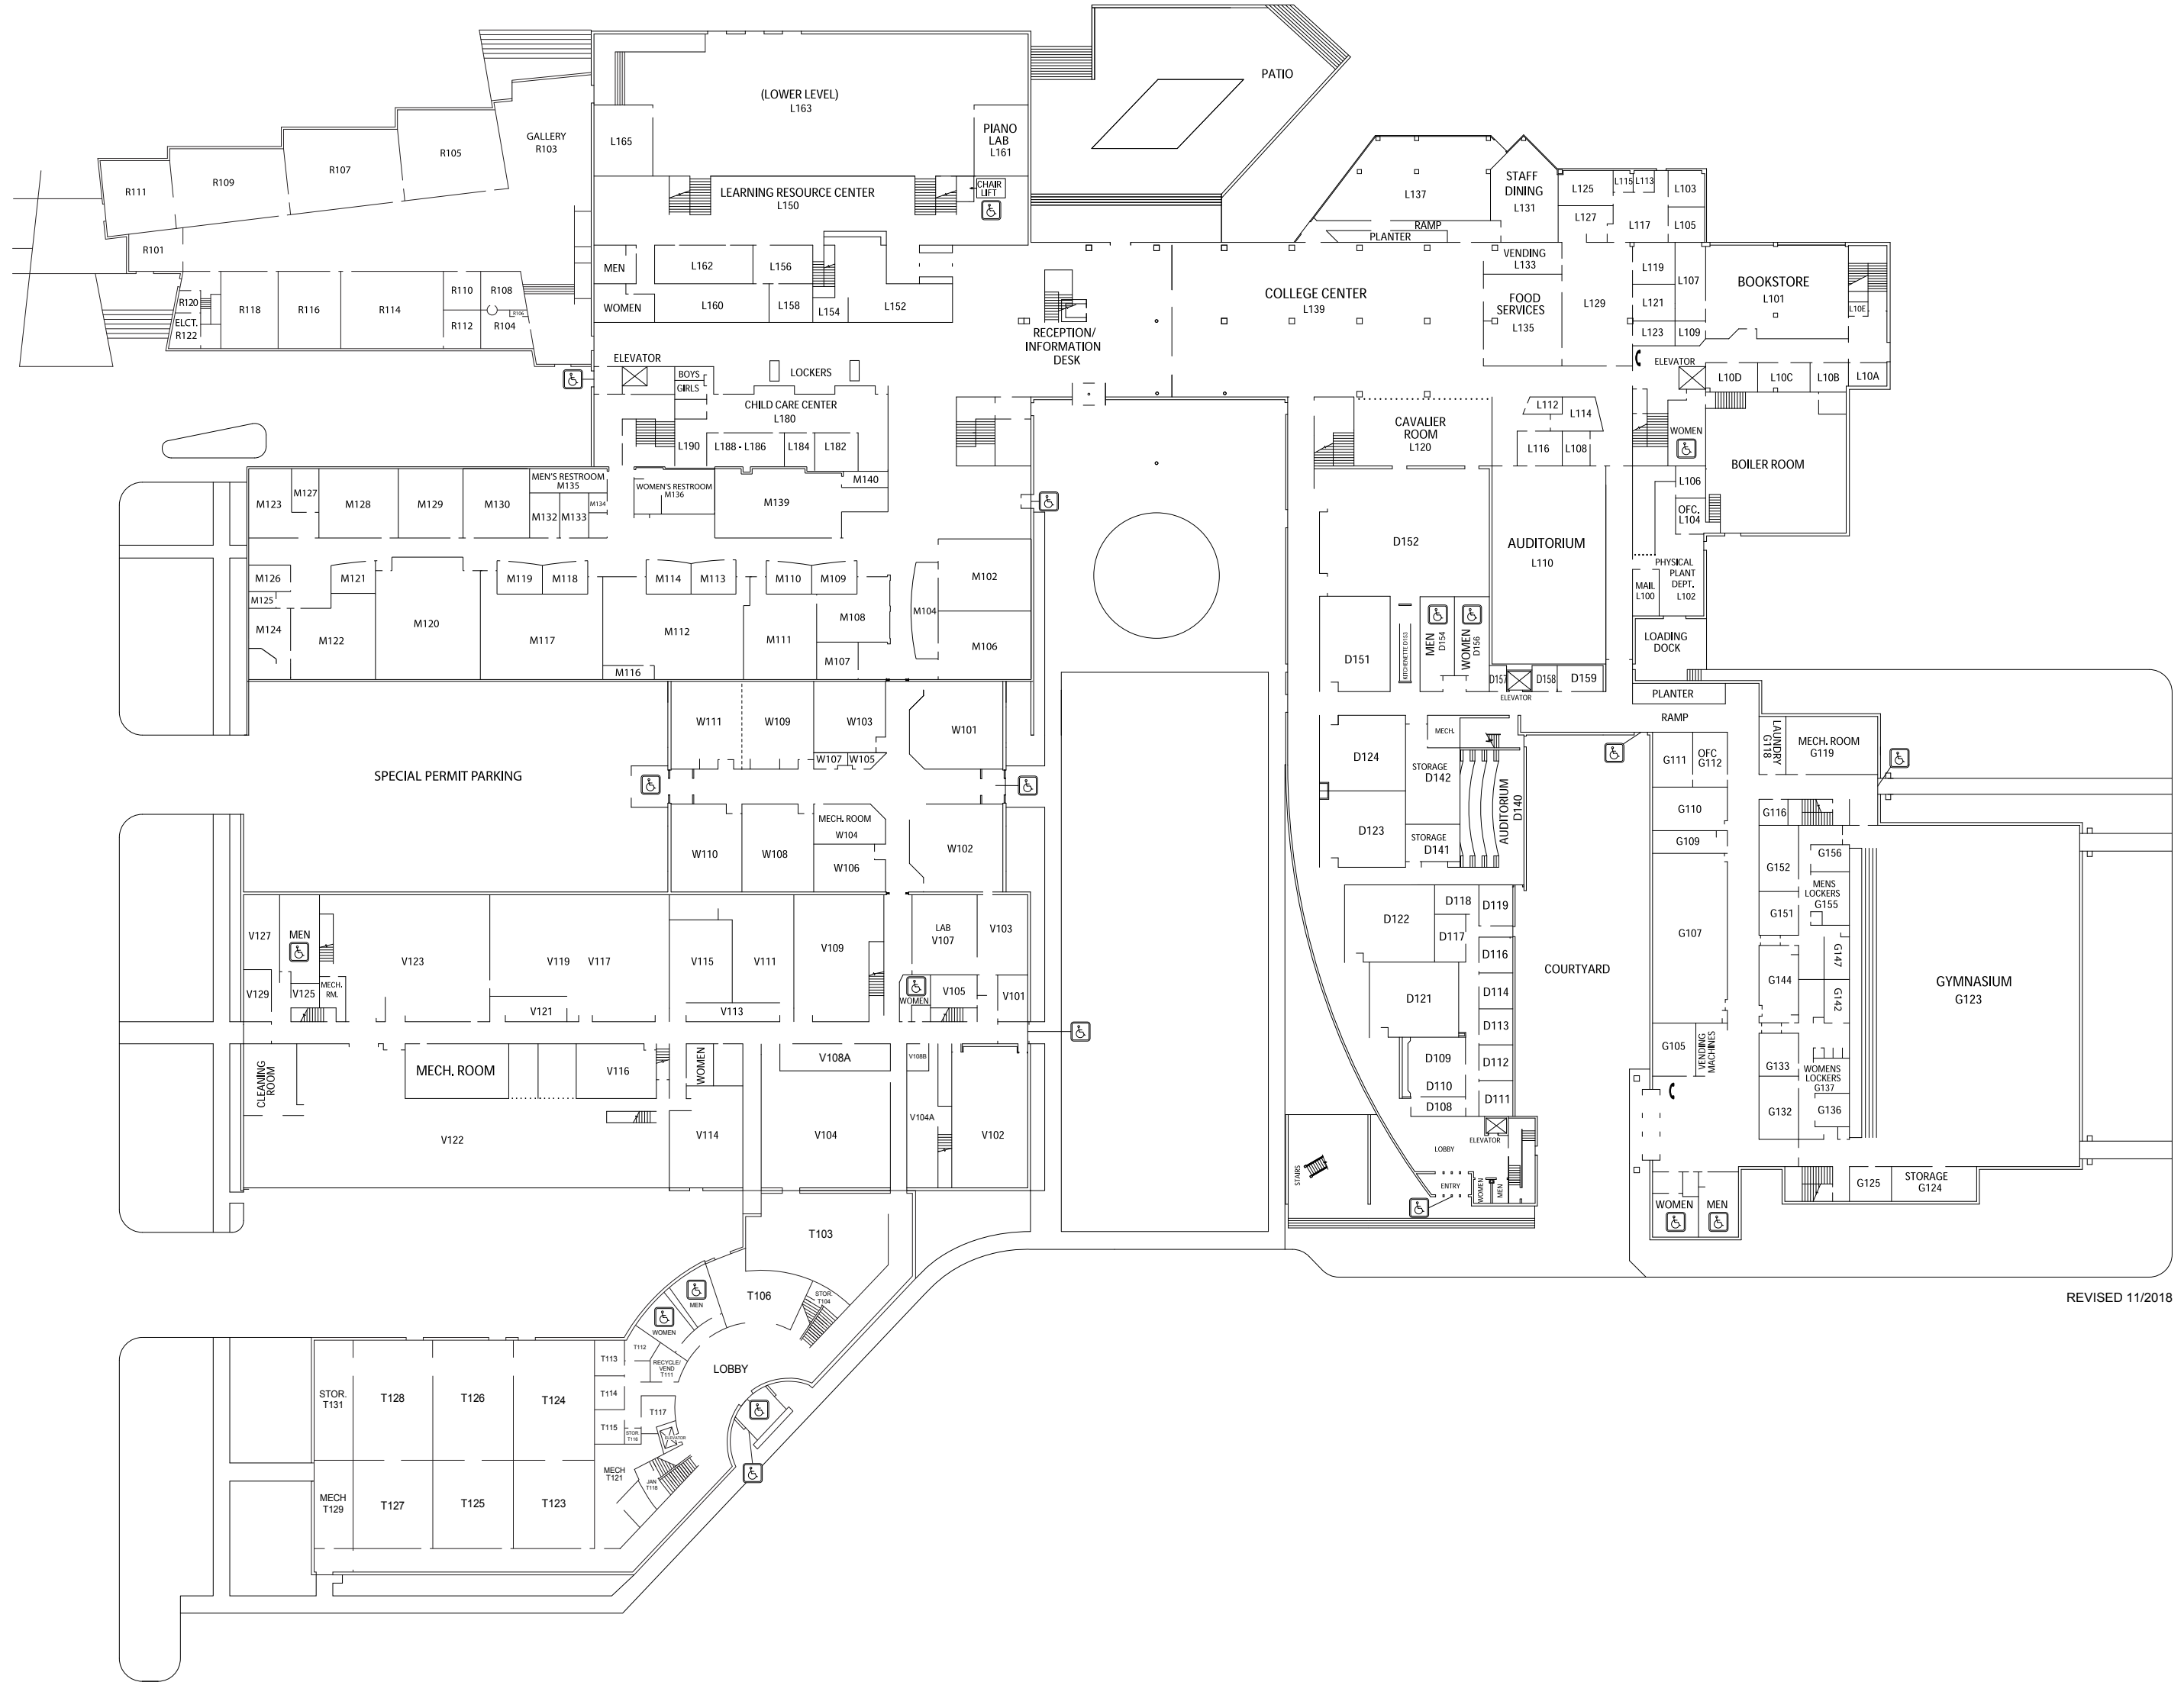 PATIO
(LOWER LEVEL)
L163
PIANO
LAB
L161
L165
GALLERY
R103
R105
R107
R109
R111
R101
LEARNING RESOURCE CENTER
L150
CHAIR
LIFT
MEN
L162
L156
WOMEN
L160
L158
L154
L152
R110
R108
R106
R104
R112
R114
R116
R118
R120
ELCT.
R122
L137
RAMP
PLANTER
STAFF
DINING
L131
L125
L115
L113
L103
L127
L117
L105
VENDING
L133
FOOD
SERVICES
L135
L129
L119
L107
L121
L123
L109
BOOKSTORE
L101
L10E
COLLEGE CENTER
L139
RECEPTION/
INFORMATION
DESK
ELEVATOR
L10D
L10C
L10B
L10A
ELEVATOR
BOYS
GIRLS
LOCKERS
CHILD CARE CENTER
L180
L190
L188 - L186
L184
L182
CAVALIER
ROOM
L120
L112
L114
L116
L108
WOMEN
BOILER ROOM
L106
OFC.
L104
PHYSICAL
PLANT
DEPT.
L102
MAIL
L100
LOADING
DOCK
AUDITORIUM
L110
M123
M127
M128
M129
M130
MEN'S RESTROOM
M135
M132
M133
M134
WOMEN'S RESTROOM
M136
M139
M140
M126
M125
M124
M121
M122
M120
M119
M118
M117
M114
M113
M112
M116
M110
M109
M111
M108
M107
M104
M102
M106
D152
D151
KITCHENETTE D153
MEN
D154
WOMEN
D156
D157
D158
D159
ELEVATOR
PLANTER
RAMP
SPECIAL PERMIT PARKING
W111
W109
W103
W107
W105
W101
W110
W108
MECH. ROOM
W104
W106
W102
D124
D123
MECH.
STORAGE
D142
STORAGE
D141
AUDITORIUM
D140
G111
OFC
G112
LAUNDRY
G118
MECH. ROOM
G119
G110
G109
G116
G107
G152
G156
MENS
LOCKERS
G155
G151
G147
G144
G142
G105
VENDING
MACHINES
G133
WOMENS
LOCKERS
G137
G132
G136
GYMNASIUM
G123
G125
STORAGE
G124
WOMEN
MEN
COURTYARD
D122
D118
D119
D117
D116
D121
D114
D113
D109
D112
D110
D108
D111
ELEVATOR
LOBBY
ENTRY
WOMEN
MEN
STAIRS
V127
MEN
V129
V125
MECH.
RM.
V123
V119
V117
V121
V115
V111
V113
V109
LAB
V107
V103
WOMEN
V105
V101
CLEANING
ROOM
MECH. ROOM
V116
WOMEN
V108A
V108B
V122
V114
V104
V104A
V102
T103
T106
STOR.
T104
MEN
WOMEN
T112
RECYCLE/
VEND
T111
LOBBY
T113
T114
T115
STOR.
T116
T117
ELEVATOR
MECH
T121
JAN
T118
STOR.
T131
T128
T126
T124
MECH
T129
T127
T125
T123
REVISED 11/2018